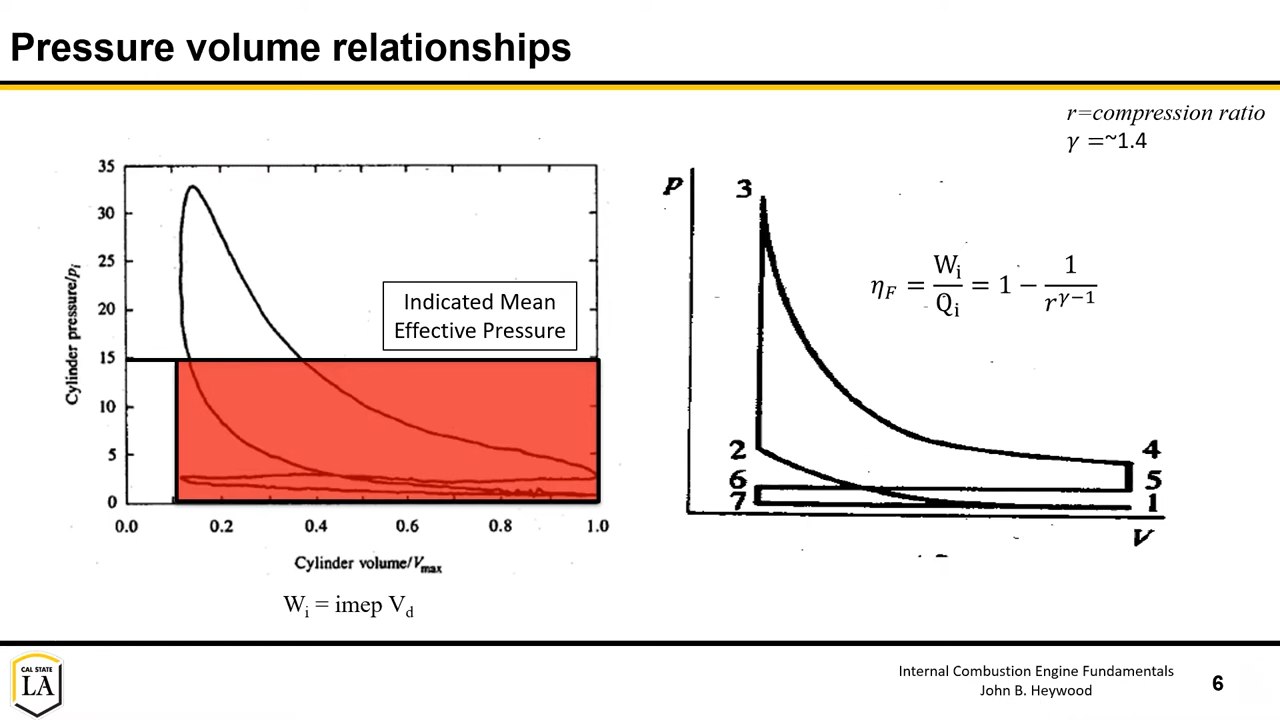 Pressure volume relationships
r=compression ratio
γ =~1.4
35
30
25
20
15
10
5
0
Cylinder pressure/pᵢ
Indicated Mean
Effective Pressure
0.0 0.2 0.4 0.6 0.8 1.0
Cylinder volume/Vmax
Wᵢ = imep Vd
P
3
ηF = Wi/Qi = 1 − 1/r^(γ−1)
2
6
7
4
5
1
V
CAL STATE
LA
Internal Combustion Engine Fundamentals
John B. Heywood
6